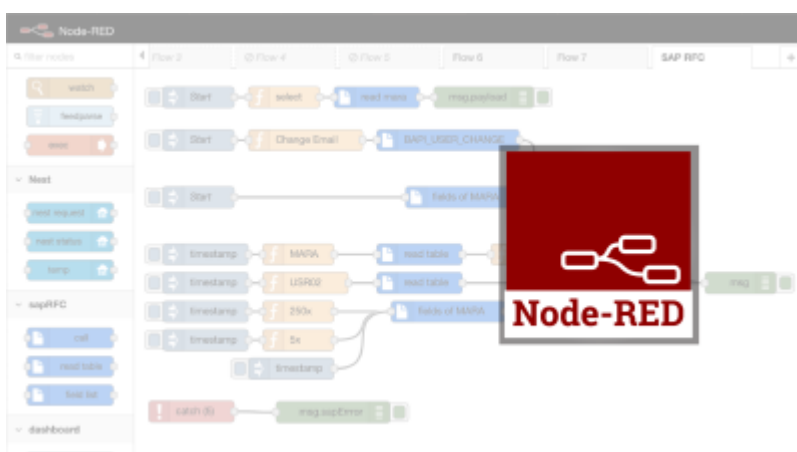 Node-RED
filter nodes
Flow 3
Flow 4
Flow 5
Flow 6
Flow 7
SAP RFC
+
watch
Start
select
read mara
msg.payload
feedparse
exec
Start
Change Email
BAPI_USER_CHANGE
Nest
Start
fields of MARA
nest request
nest status
timestamp
MARA
read table
temp
timestamp
USR02
read table
msg
sapRFC
timestamp
250x
fields of MARA
Node-RED
call
timestamp
5x
read table
timestamp
field list
catch (6)
msg.sapError
dashboard